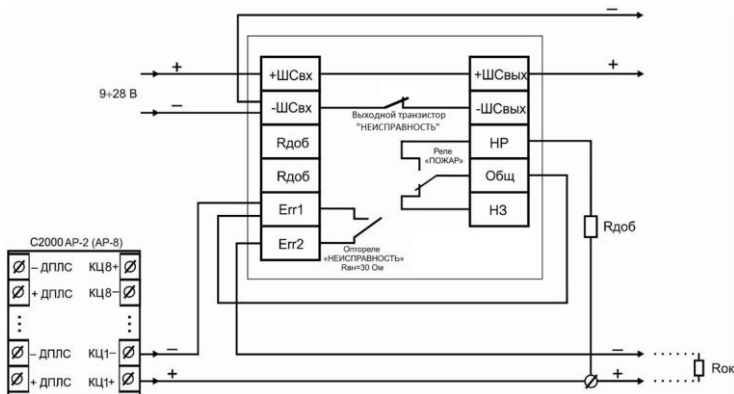 –
+
+ШСвх
+ШСвых
+
9÷28 В
–
-ШСвх
Выходной транзистор
"НЕИСПРАВНОСТЬ"
-ШСвых
Rдоб
НР
Реле
«ПОЖАР»
Rдоб
Общ
Err1
НЗ
Rдоб
Err2
Оптореле
«НЕИСПРАВНОСТЬ»
Rвн=30 Ом
С2000 АР-2 (АР-8)
– ДПЛС КЦ8+
+ ДПЛС КЦ8–
– ДПЛС КЦ1–
–
–
+ ДПЛС КЦ1+
+
+
Rок